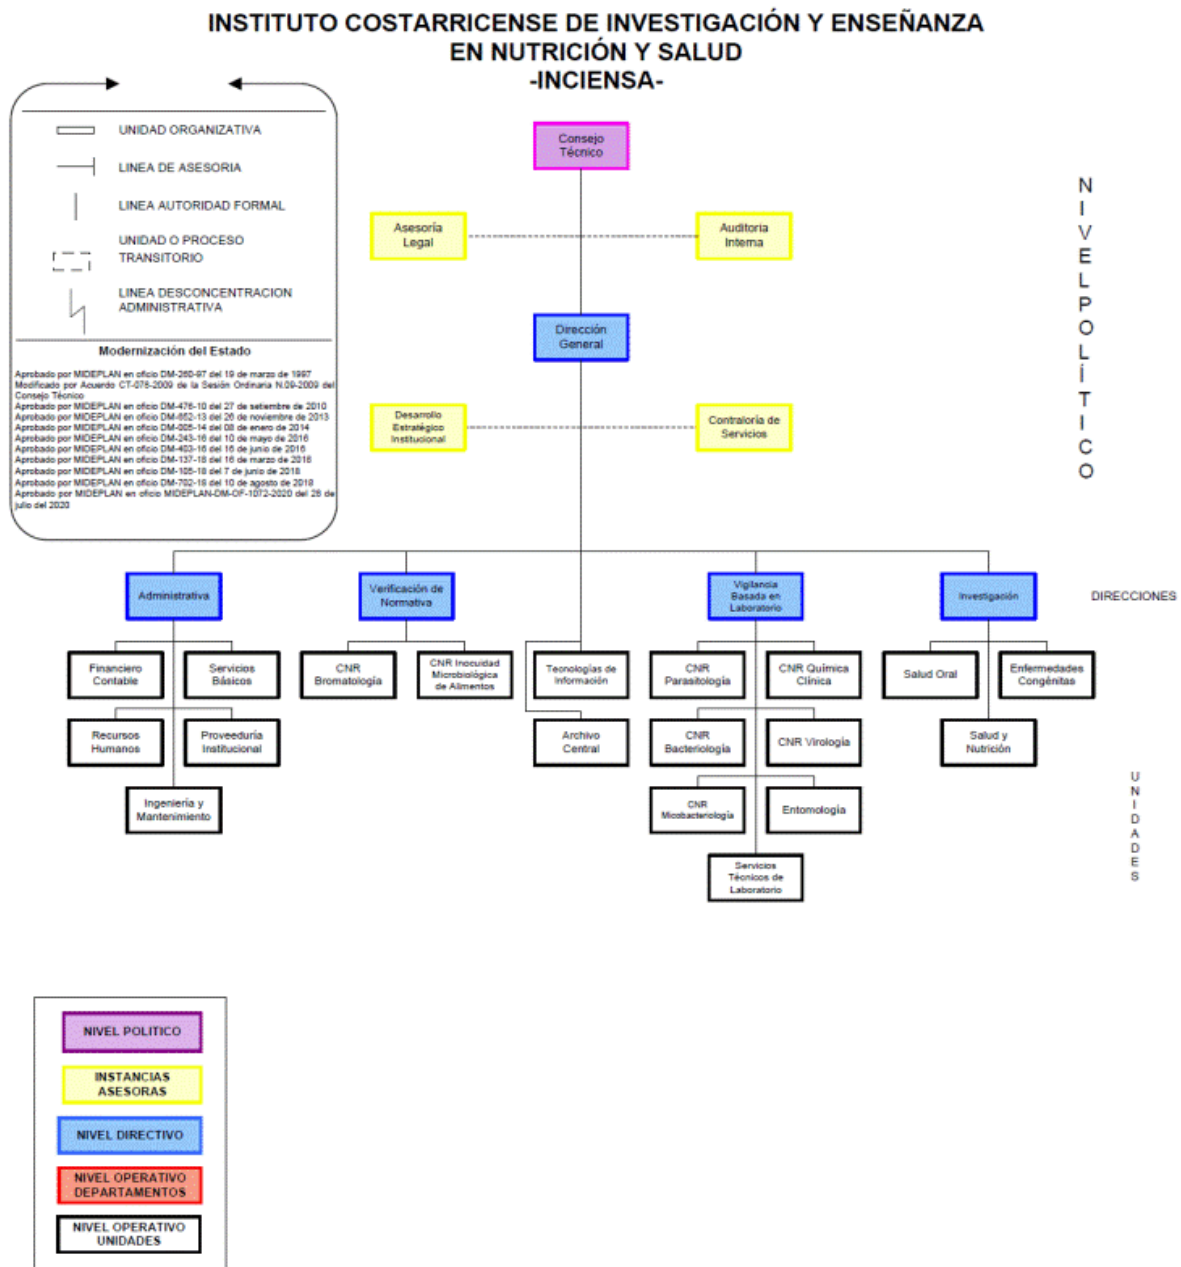 INSTITUTO COSTARRICENSE DE INVESTIGACIÓN Y ENSEÑANZA
EN NUTRICIÓN Y SALUD
-INCIENSA-
UNIDAD ORGANIZATIVA
LINEA DE ASESORIA
LINEA AUTORIDAD FORMAL
UNIDAD O PROCESO
TRANSITORIO
LINEA DESCONCENTRACION
ADMINISTRATIVA
Modernización del Estado
Aprobado por MIDEPLAN en oficio DM-260-97 del 19 de marzo de 1997
Modificado por Acuerdo CT-078-2009 de la Sesión Ordinaria N.09-2009 del
Consejo Técnico
Aprobado por MIDEPLAN en oficio DM-476-10 del 27 de setiembre de 2010
Aprobado por MIDEPLAN en oficio DM-652-13 del 26 de noviembre de 2013
Aprobado por MIDEPLAN en oficio DM-005-14 del 08 de enero de 2014
Aprobado por MIDEPLAN en oficio DM-243-16 del 10 de mayo de 2016
Aprobado por MIDEPLAN en oficio DM-403-16 del 16 de junio de 2016
Aprobado por MIDEPLAN en oficio DM-137-18 del 16 de marzo de 2018
Aprobado por MIDEPLAN en oficio DM-105-18 del 7 de junio de 2018
Aprobado por MIDEPLAN en oficio DM-702-18 del 10 de agosto de 2018
Aprobado por MIDEPLAN en oficio MIDEPLAN-DM-OF-1072-2020 del 28 de
julio del 2020
Consejo
Técnico
Asesoría
Legal
Auditoria
Interna
Dirección
General
Desarrollo
Estratégico
Institucional
Contraloría de
Servicios
NIVEL POLÍTICO
Administrativa
Verificación de
Normativa
Vigilancia
Basada en
Laboratorio
Investigación
DIRECCIONES
Financiero
Contable
Servicios
Básicos
CNR
Bromatología
CNR Inocuidad
Microbiológica
de Alimentos
Tecnologías de
Información
CNR
Parasitología
CNR Química
Clínica
Salud Oral
Enfermedades
Congénitas
Recursos
Humanos
Proveeduría
Institucional
Archivo
Central
CNR
Bacteriología
CNR Virología
Salud y
Nutrición
Ingeniería y
Mantenimiento
CNR
Micobacteriología
Entomología
Servicios
Técnicos de
Laboratorio
UNIDADES
NIVEL POLITICO
INSTANCIAS
ASESORAS
NIVEL DIRECTIVO
NIVEL OPERATIVO
DEPARTAMENTOS
NIVEL OPERATIVO
UNIDADES